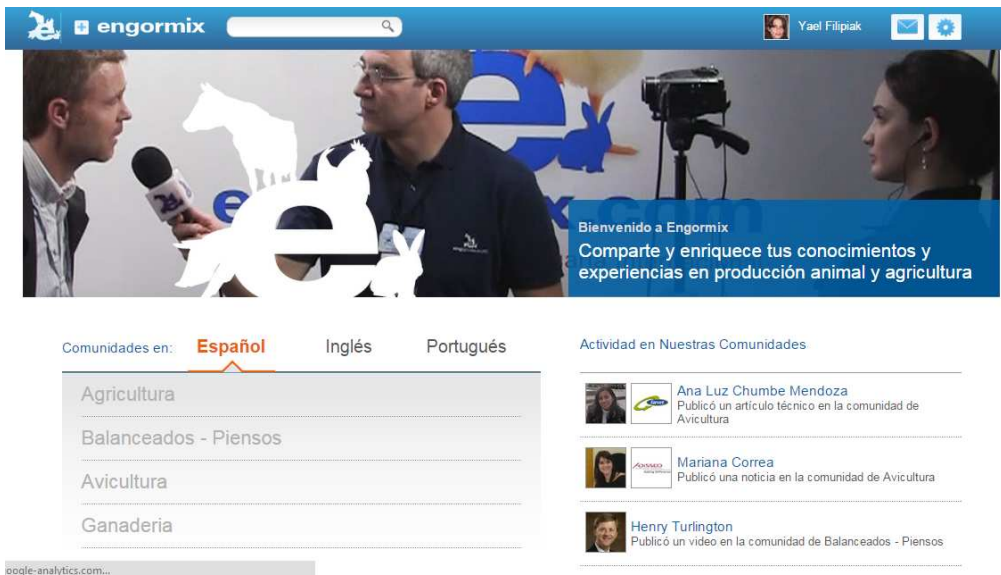 engormix
Yael Filipiak
Bienvenido a Engormix
Comparte y enriquece tus conocimientos y
experiencias en producción animal y agricultura
Comunidades en: Español Inglés Portugués
Agricultura
Balanceados - Piensos
Avicultura
Ganaderia
Actividad en Nuestras Comunidades
Ana Luz Chumbe Mendoza
Publicó un artículo técnico en la comunidad de
Avicultura
Mariana Correa
Publicó una noticia en la comunidad de Avicultura
Henry Turlington
Publicó un video en la comunidad de Balanceados - Piensos
oogle-analytics.com...